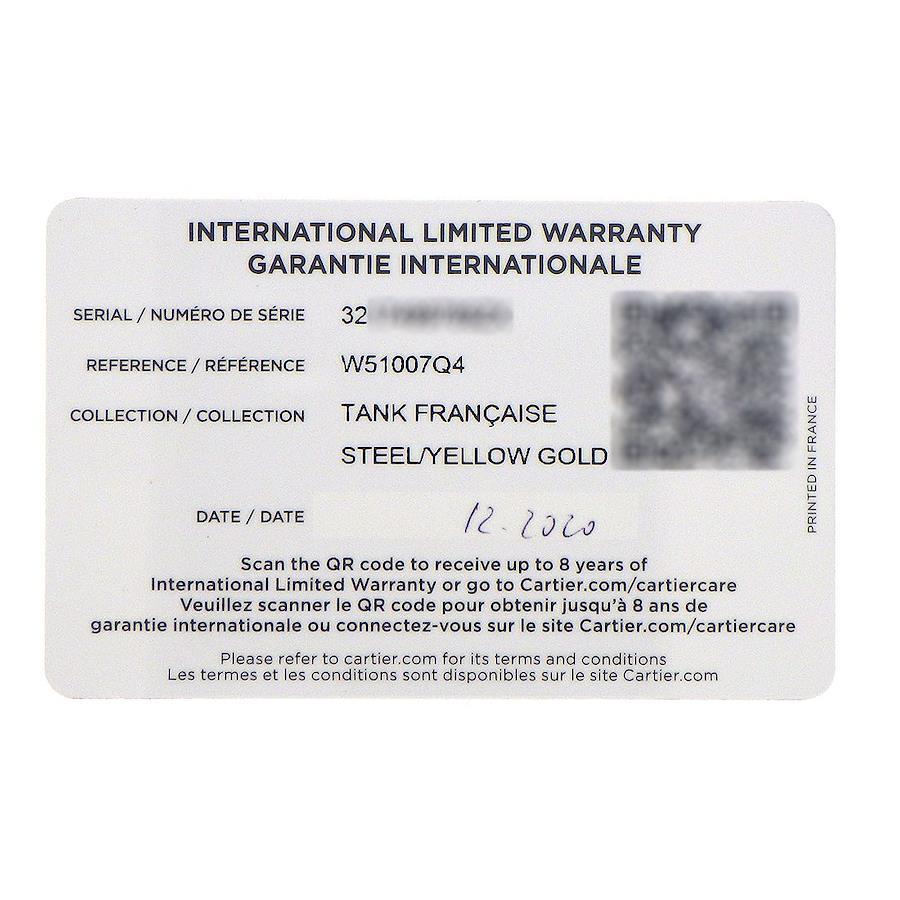 INTERNATIONAL LIMITED WARRANTY
GARANTIE INTERNATIONALE
SERIAL / NUMÉRO DE SÉRIE 32
REFERENCE / RÉFÉRENCE W51007Q4
COLLECTION / COLLECTION TANK FRANÇAISE
STEEL/YELLOW GOLD
PRINTED IN FRANCE
DATE / DATE 12.2020
Scan the QR code to receive up to 8 years of
International Limited Warranty or go to Cartier.com/cartiercare
Veuillez scanner le QR code pour obtenir jusqu'à 8 ans de
garantie internationale ou connectez-vous sur le site Cartier.com/cartiercare
Please refer to cartier.com for its terms and conditions
Les termes et les conditions sont disponibles sur le site Cartier.com